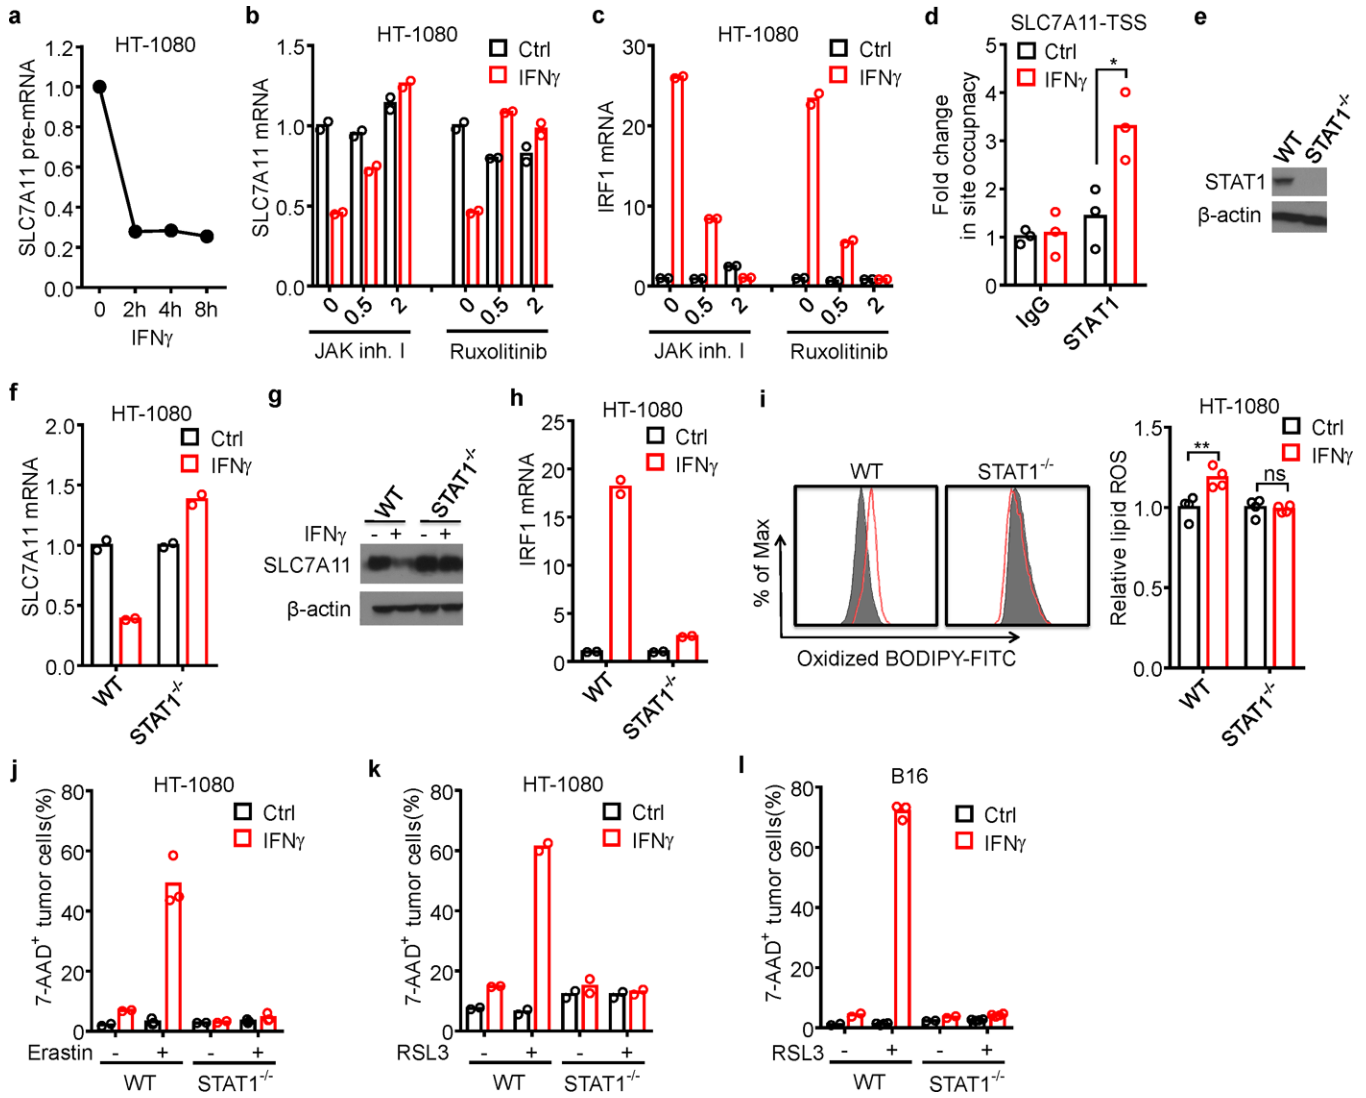 a
HT-1080
SLC7A11 pre-mRNA
1.2
1.0
0.8
0.6
0.4
0.2
0.0
0 2h 4h 8h
IFNγ
b
HT-1080
Ctrl
IFNγ
SLC7A11 mRNA
1.5
1.0
0.5
0.0
0 0.5 2 0 0.5 2
JAK inh. I Ruxolitinib
c
HT-1080
Ctrl
IFNγ
IRF1 mRNA
30
20
10
0
0 0.5 2 0 0.5 2
JAK inh. I Ruxolitinib
d
SLC7A11-TSS
Ctrl
IFNγ
*
Fold change
in site occupnacy
5
4
3
2
1
0
IgG STAT1
e
WT STAT1-/-
STAT1
β-actin
f
HT-1080
Ctrl
IFNγ
SLC7A11 mRNA
2.0
1.5
1.0
0.5
0.0
WT STAT1-/-
g
WT STAT1-/-
IFNγ - + - +
SLC7A11
β-actin
h
HT-1080
Ctrl
IFNγ
IRF1 mRNA
25
20
15
10
5
0
WT STAT1-/-
i
WT STAT1-/-
% of Max
Oxidized BODIPY-FITC
HT-1080
Ctrl
IFNγ
** ns
Relative lipid ROS
1.5
1.0
0.5
0.0
WT STAT1-/-
j
HT-1080
Ctrl
IFNγ
7-AAD+ tumor cells(%)
80
60
40
20
0
Erastin - + - +
WT STAT1-/-
k
HT-1080
Ctrl
IFNγ
7-AAD+ tumor cells(%)
80
60
40
20
0
RSL3 - + - +
WT STAT1-/-
l
B16
Ctrl
IFNγ
7-AAD+ tumor cells(%)
80
60
40
20
0
RSL3 - + - +
WT STAT1-/-